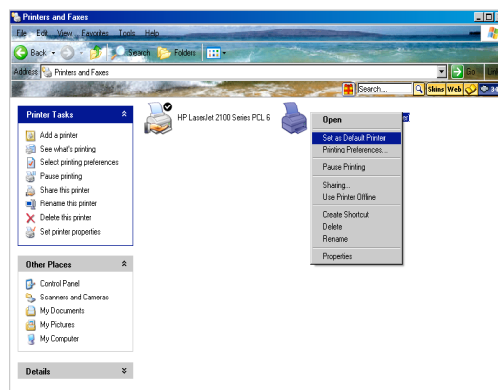 Printers and Faxes
File Edit View Favorites Tools Help
Back Search Folders
Address Printers and Faxes Go Link
Search... Skins Web 34
Printer Tasks
Add a printer
See what's printing
Select printing preferences
Pause printing
Share this printer
Rename this printer
Delete this printer
Set printer properties
Other Places
Control Panel
Scanners and Cameras
My Documents
My Pictures
My Computer
Details
HP LaserJet 2100 Series PCL 6
Open
Set as Default Printer
Printing Preferences...
Pause Printing
Sharing...
Use Printer Offline
Create Shortcut
Delete
Rename
Properties